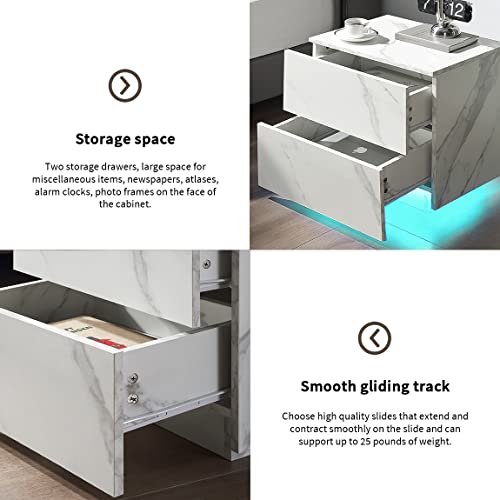 Storage space
Two storage drawers, large space for
miscellaneous items, newspapers, atlases,
alarm clocks, photo frames on the face of
the cabinet.
Smooth gliding track
Choose high quality slides that extend and
contract smoothly on the slide and can
support up to 25 pounds of weight.